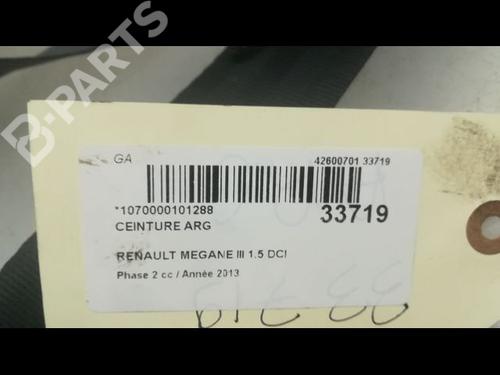 B-PARTS
GA
42600701 33719
*1070000101288
33719
CEINTURE ARG
RENAULT MEGANE III 1.5 DCI
Phase 2 cc / Année 2013
33719